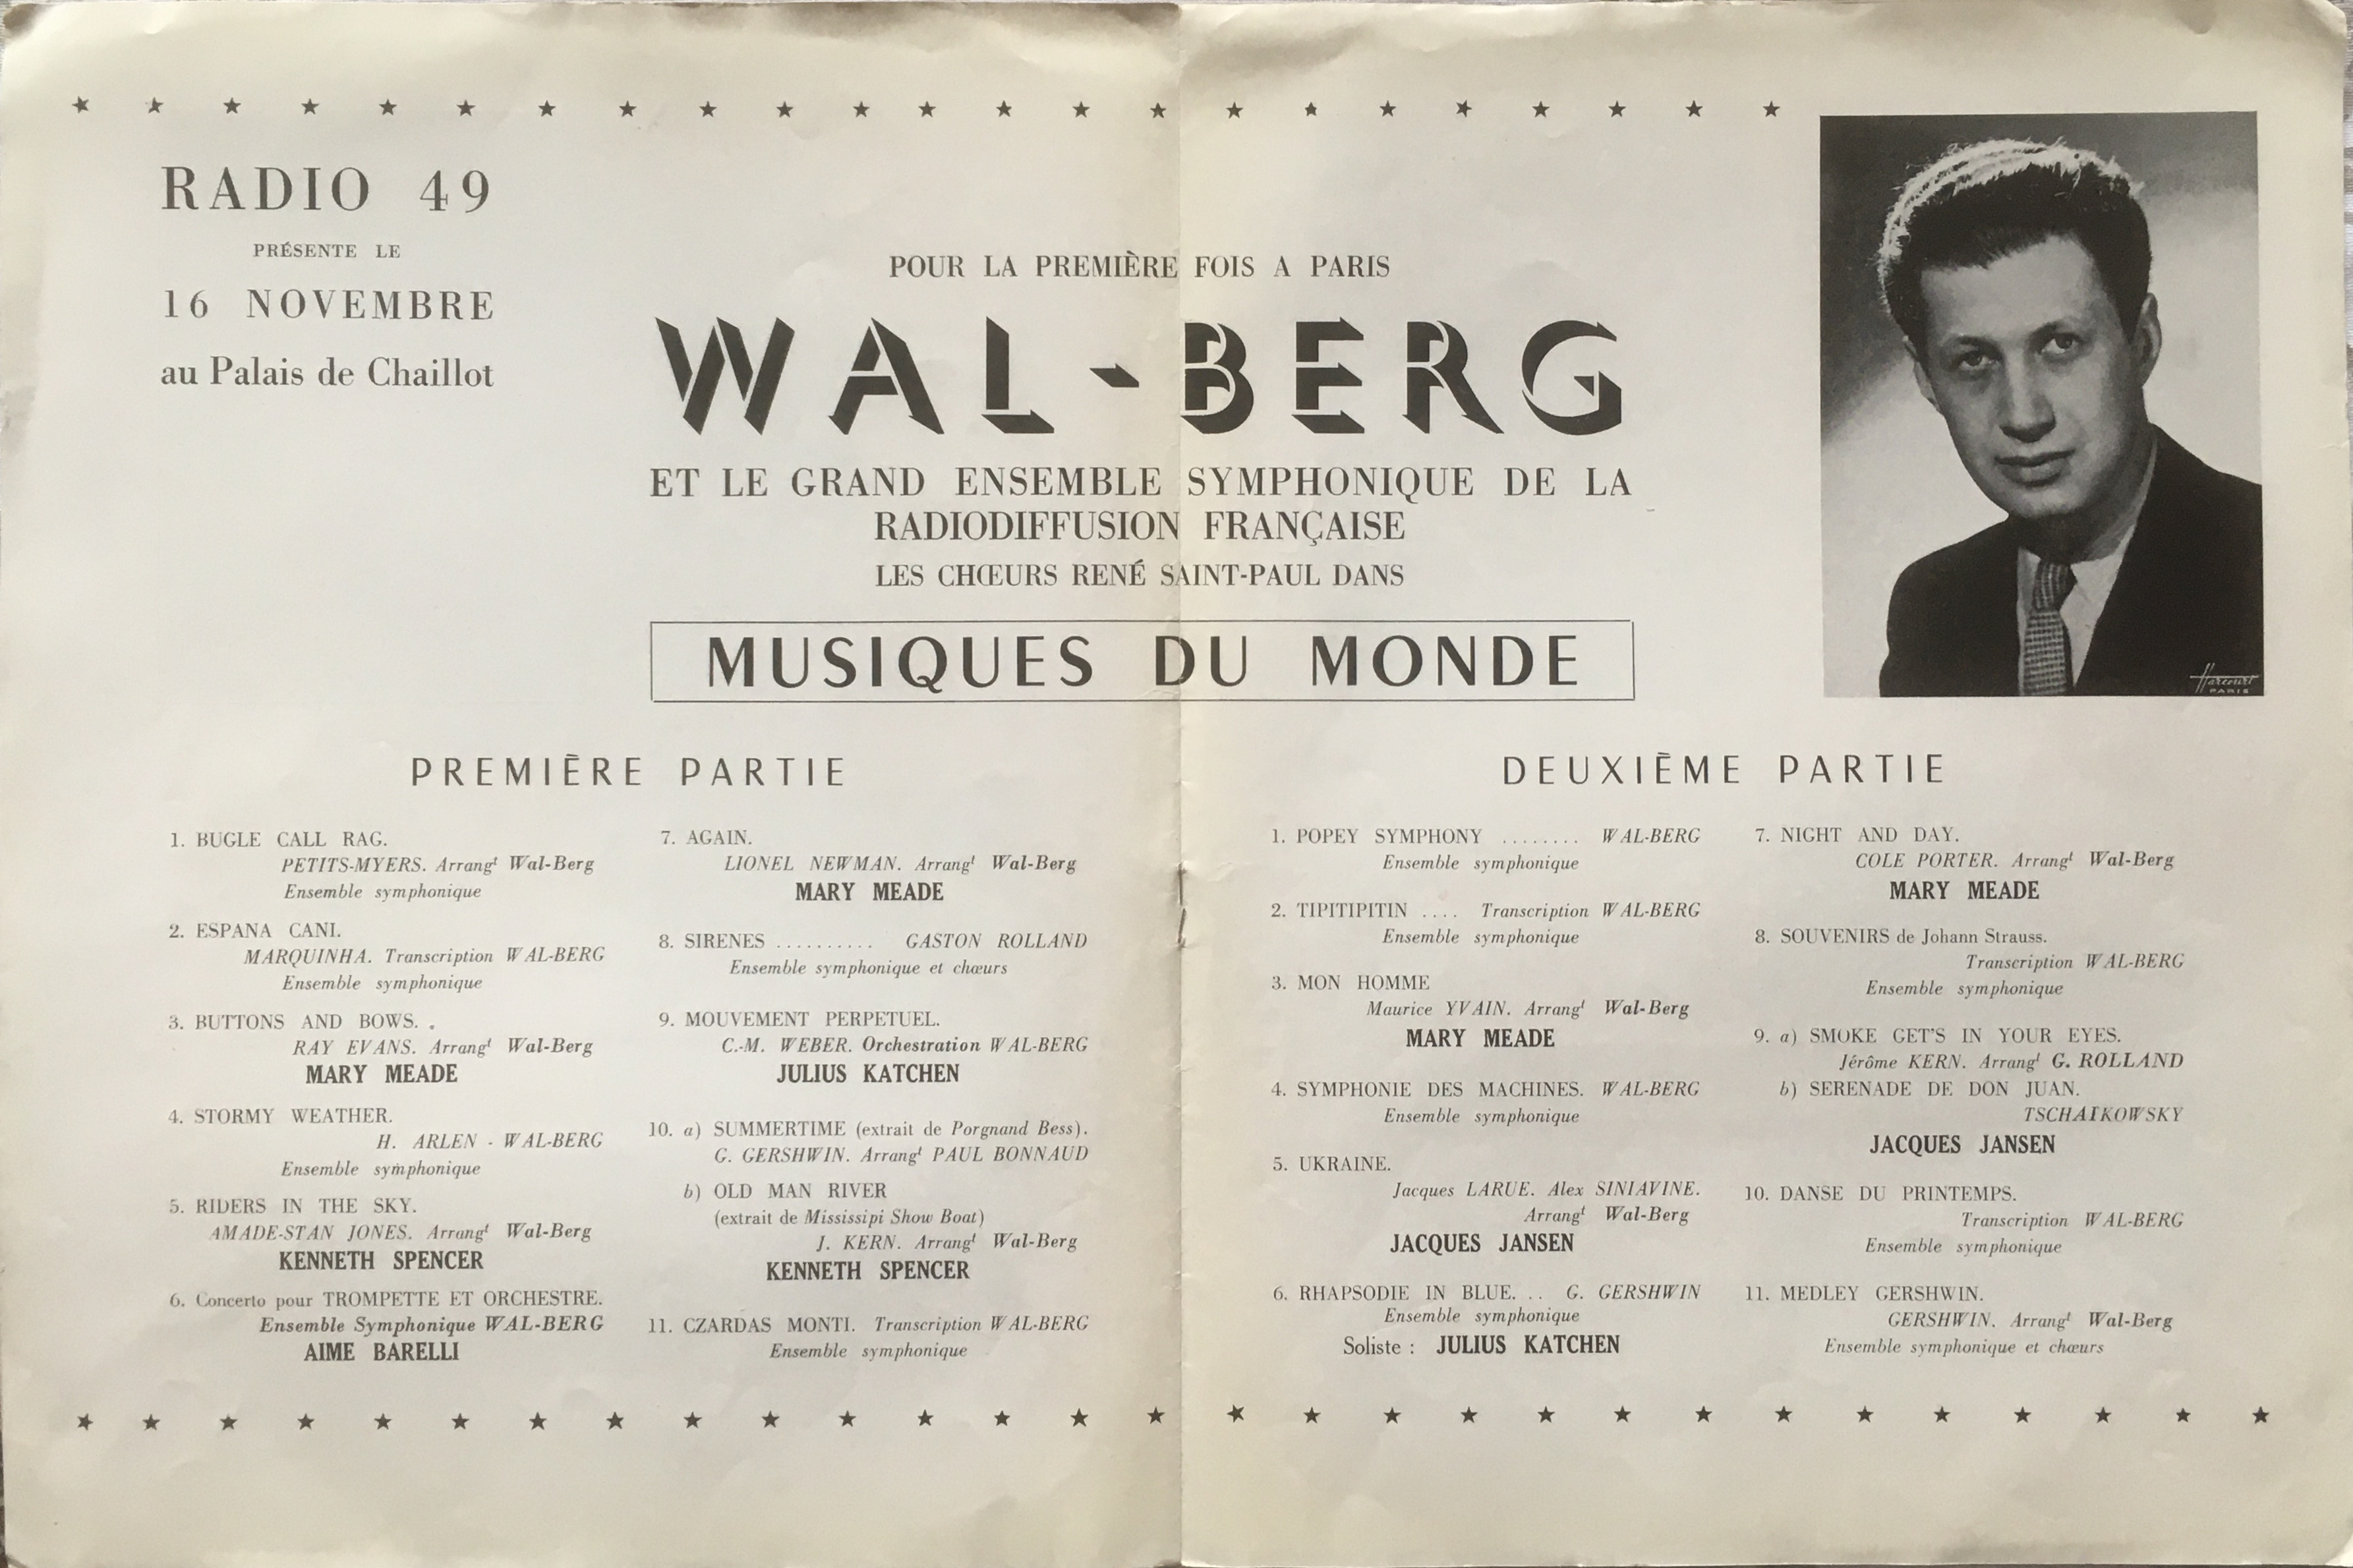 RADIO 49
PRÉSENTE LE
16 NOVEMBRE
au Palais de Chaillot
POUR LA PREMIÈRE FOIS A PARIS
WAL-BERG
ET LE GRAND ENSEMBLE SYMPHONIQUE DE LA
RADIODIFFUSION FRANÇAISE
LES CHŒURS RENÉ SAINT-PAUL DANS
MUSIQUES DU MONDE
Harcourt
PARIS
PREMIÈRE PARTIE
1. BUGLE CALL RAG.
PETITS-MYERS. Arrangt Wal-Berg
Ensemble symphonique
2. ESPANA CANI.
MARQUINHA. Transcription WAL-BERG
Ensemble symphonique
3. BUTTONS AND BOWS. .
RAY EVANS. Arrangt Wal-Berg
MARY MEADE
4. STORMY WEATHER.
H. ARLEN - WAL-BERG
Ensemble symphonique
5. RIDERS IN THE SKY.
AMADE-STAN JONES. Arrangt Wal-Berg
KENNETH SPENCER
6. Concerto pour TROMPETTE ET ORCHESTRE.
Ensemble Symphonique WAL-BERG
AIME BARELLI
7. AGAIN.
LIONEL NEWMAN. Arrangt Wal-Berg
MARY MEADE
8. SIRENES .......... GASTON ROLLAND
Ensemble symphonique et chœurs
9. MOUVEMENT PERPETUEL.
C.-M. WEBER. Orchestration WAL-BERG
JULIUS KATCHEN
10. a) SUMMERTIME (extrait de Porgnand Bess).
G. GERSHWIN. Arrangt PAUL BONNAUD
b) OLD MAN RIVER
(extrait de Mississipi Show Boat)
J. KERN. Arrangt Wal-Berg
KENNETH SPENCER
11. CZARDAS MONTI. Transcription WAL-BERG
Ensemble symphonique
DEUXIÈME PARTIE
1. POPEY SYMPHONY ........ WAL-BERG
Ensemble symphonique
2. TIPITIPITIN .... Transcription WAL-BERG
Ensemble symphonique
3. MON HOMME
Maurice YVAIN. Arrangt Wal-Berg
MARY MEADE
4. SYMPHONIE DES MACHINES. WAL-BERG
Ensemble symphonique
5. UKRAINE.
Jacques LARUE. Alex SINIAVINE.
Arrangt Wal-Berg
JACQUES JANSEN
6. RHAPSODIE IN BLUE. .. G. GERSHWIN
Ensemble symphonique
Soliste : JULIUS KATCHEN
7. NIGHT AND DAY.
COLE PORTER. Arrangt Wal-Berg
MARY MEADE
8. SOUVENIRS de Johann Strauss.
Transcription WAL-BERG
Ensemble symphonique
9. a) SMOKE GET'S IN YOUR EYES.
Jérôme KERN. Arrangt G. ROLLAND
b) SERENADE DE DON JUAN.
TSCHAIKOWSKY
JACQUES JANSEN
10. DANSE DU PRINTEMPS.
Transcription WAL-BERG
Ensemble symphonique
11. MEDLEY GERSHWIN.
GERSHWIN. Arrangt Wal-Berg
Ensemble symphonique et chœurs